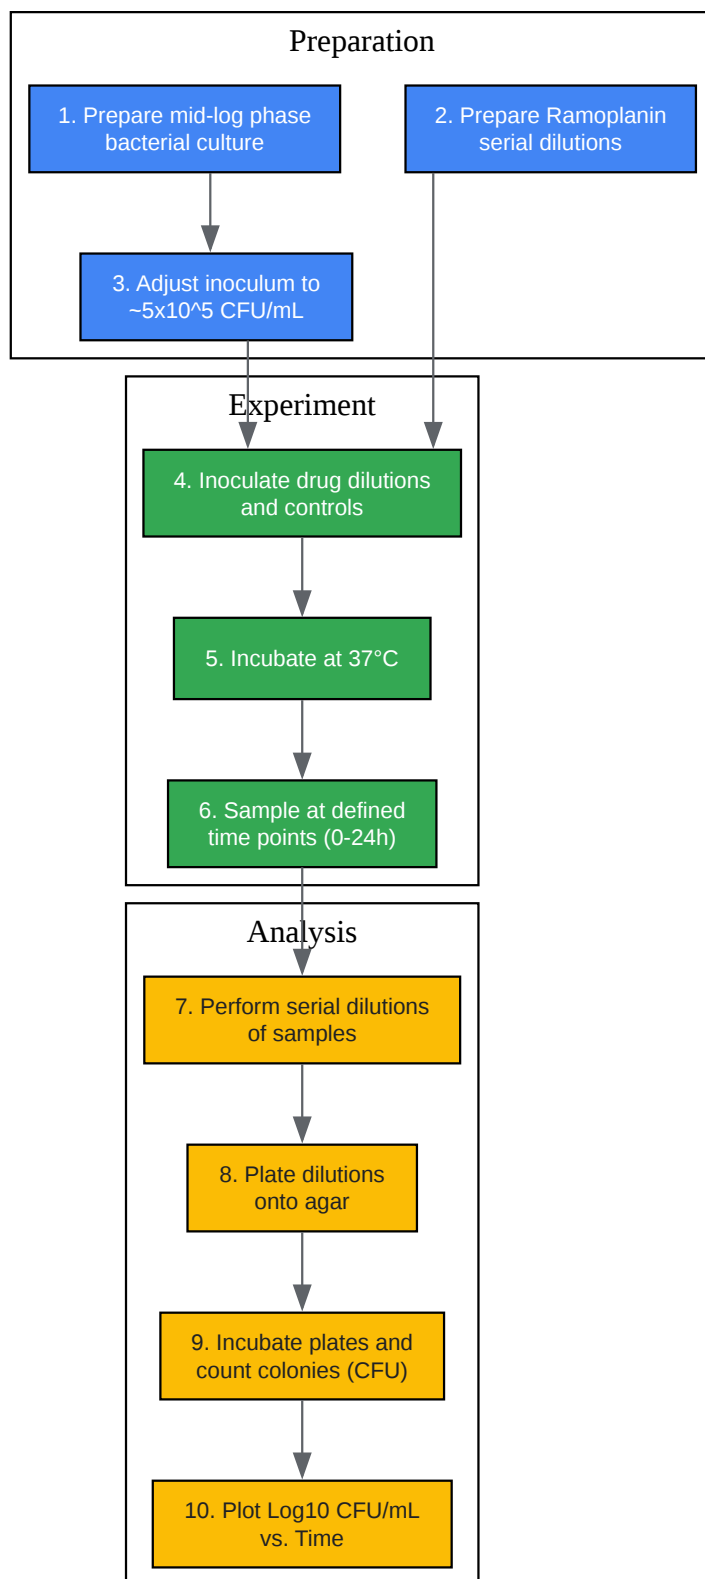 Preparation
1. Prepare mid-log phase
bacterial culture
2. Prepare Ramoplanin
serial dilutions
3. Adjust inoculum to
~5x10^5 CFU/mL
Experiment
4. Inoculate drug dilutions
and controls
5. Incubate at 37°C
6. Sample at defined
time points (0-24h)
Analysis
7. Perform serial dilutions
of samples
8. Plate dilutions
onto agar
9. Incubate plates and
count colonies (CFU)
10. Plot Log10 CFU/mL
vs. Time